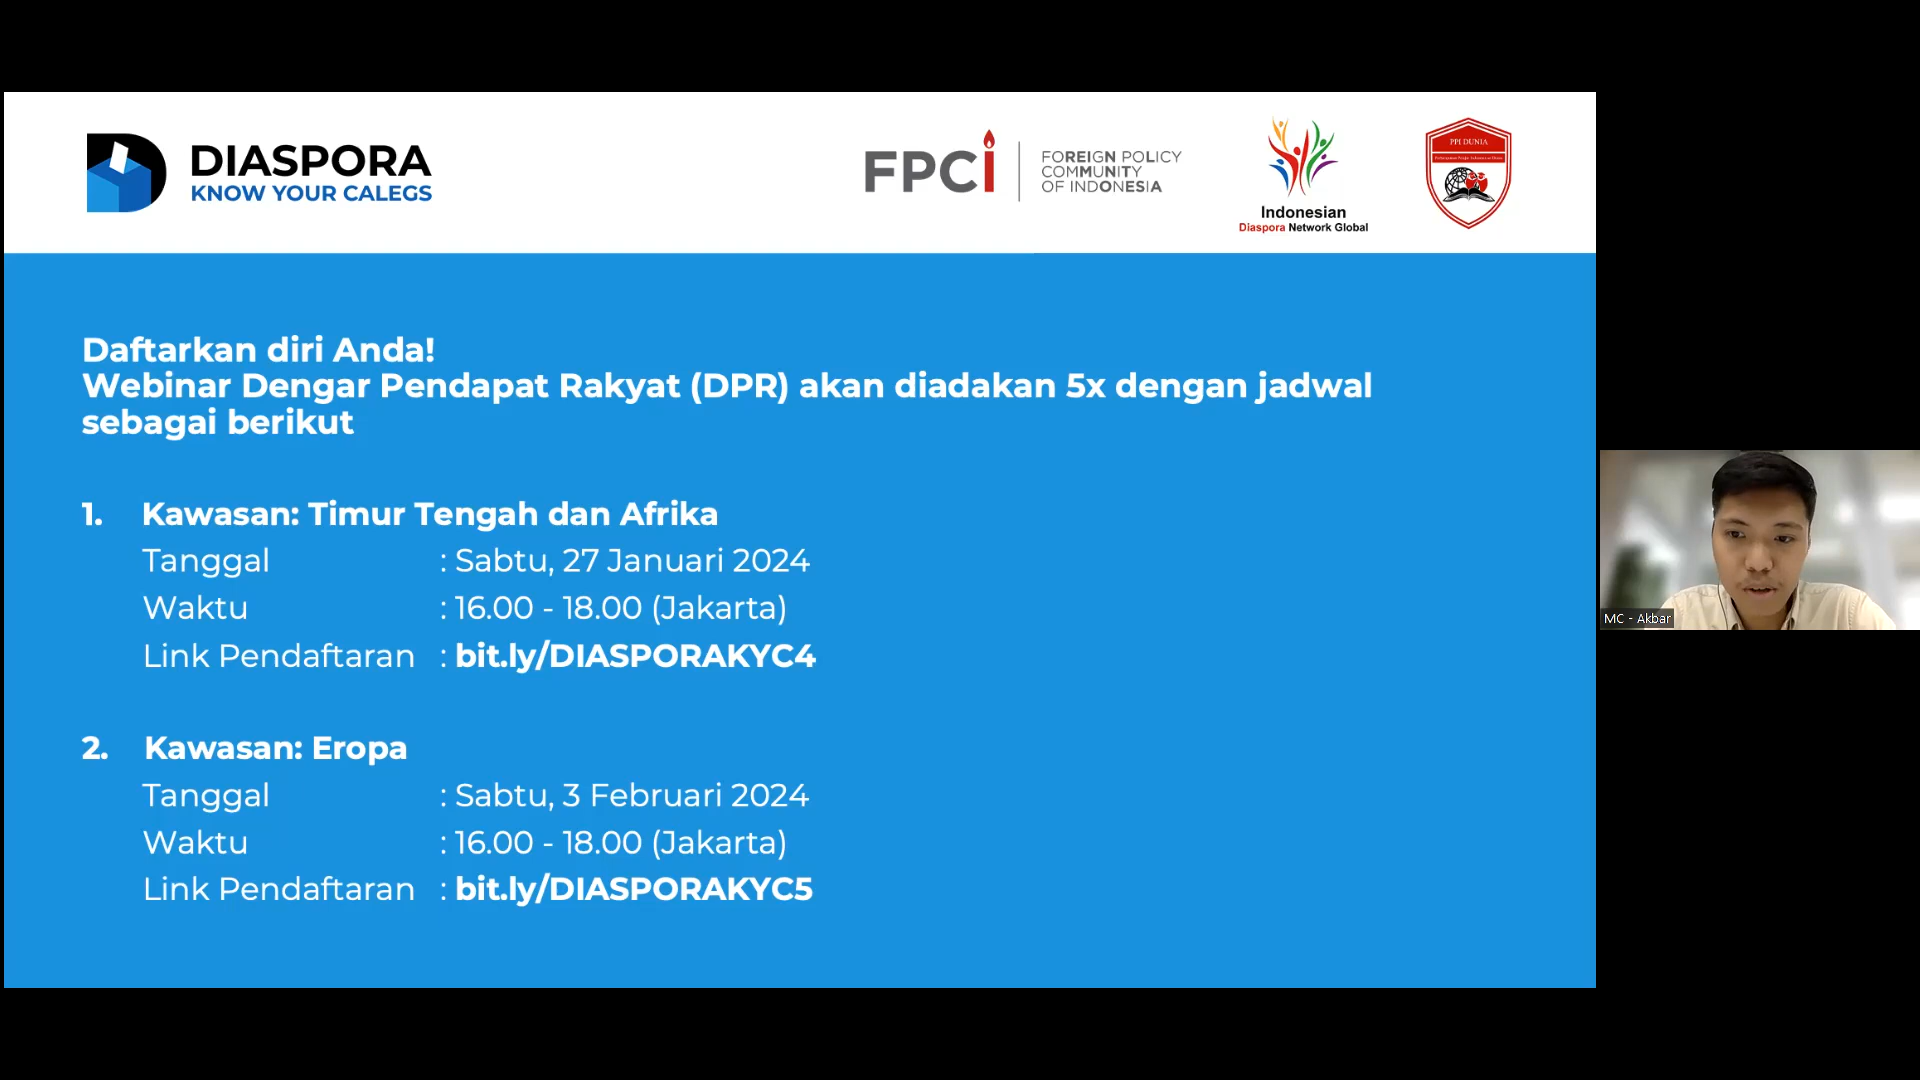 DIASPORA
KNOW YOUR CALEGS
FPCi
FOREIGN POLICY
COMMUNITY
OF INDONESIA
Indonesian
Diaspora Network Global
PPI DUNIA
Daftarkan diri Anda!
Webinar Dengar Pendapat Rakyat (DPR) akan diadakan 5x dengan jadwal
sebagai berikut
1. Kawasan: Timur Tengah dan Afrika
Tanggal : Sabtu, 27 Januari 2024
Waktu : 16.00 - 18.00 (Jakarta)
Link Pendaftaran : bit.ly/DIASPORAKYC4
2. Kawasan: Eropa
Tanggal : Sabtu, 3 Februari 2024
Waktu : 16.00 - 18.00 (Jakarta)
Link Pendaftaran : bit.ly/DIASPORAKYC5
MC - Akbar